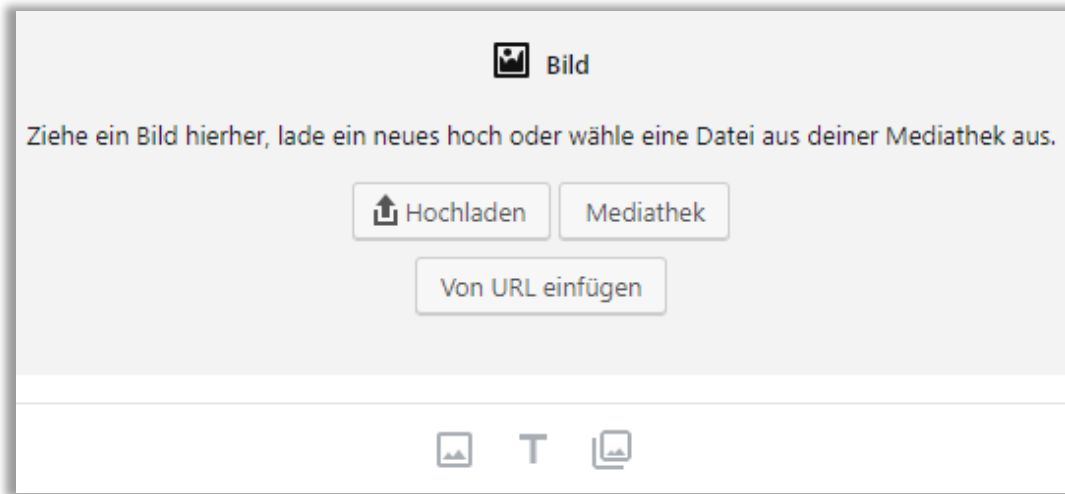 Bild
Ziehe ein Bild hierher, lade ein neues hoch oder wähle eine Datei aus deiner Mediathek aus.
Hochladen Mediathek
Von URL einfügen
T